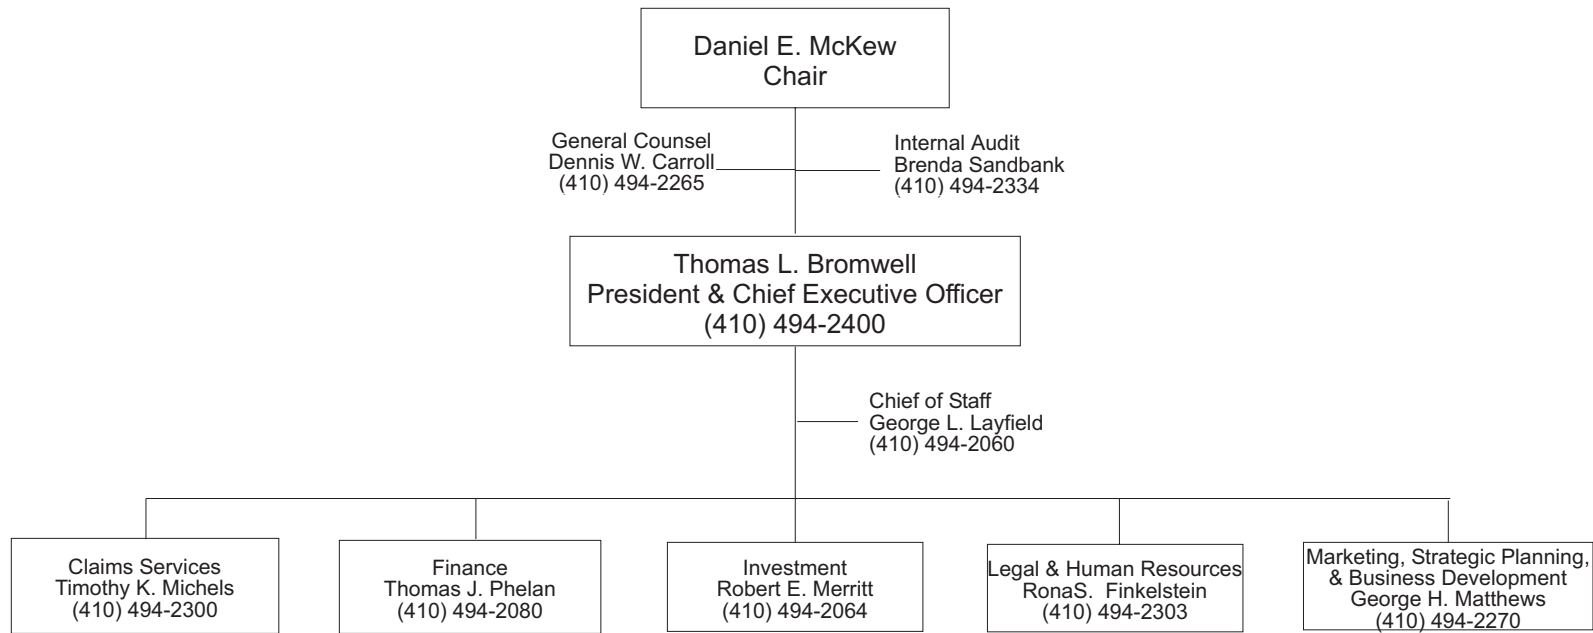 Daniel E. McKew
Chair
General Counsel
Dennis W. Carroll
(410) 494-2265
Internal Audit
Brenda Sandbank
(410) 494-2334
Thomas L. Bromwell
President & Chief Executive Officer
(410) 494-2400
Chief of Staff
George L. Layfield
(410) 494-2060
Claims Services
Timothy K. Michels
(410) 494-2300
Finance
Thomas J. Phelan
(410) 494-2080
Investment
Robert E. Merritt
(410) 494-2064
Legal & Human Resources
RonaS. Finkelstein
(410) 494-2303
Marketing, Strategic Planning,
& Business Development
George H. Matthews
(410) 494-2270